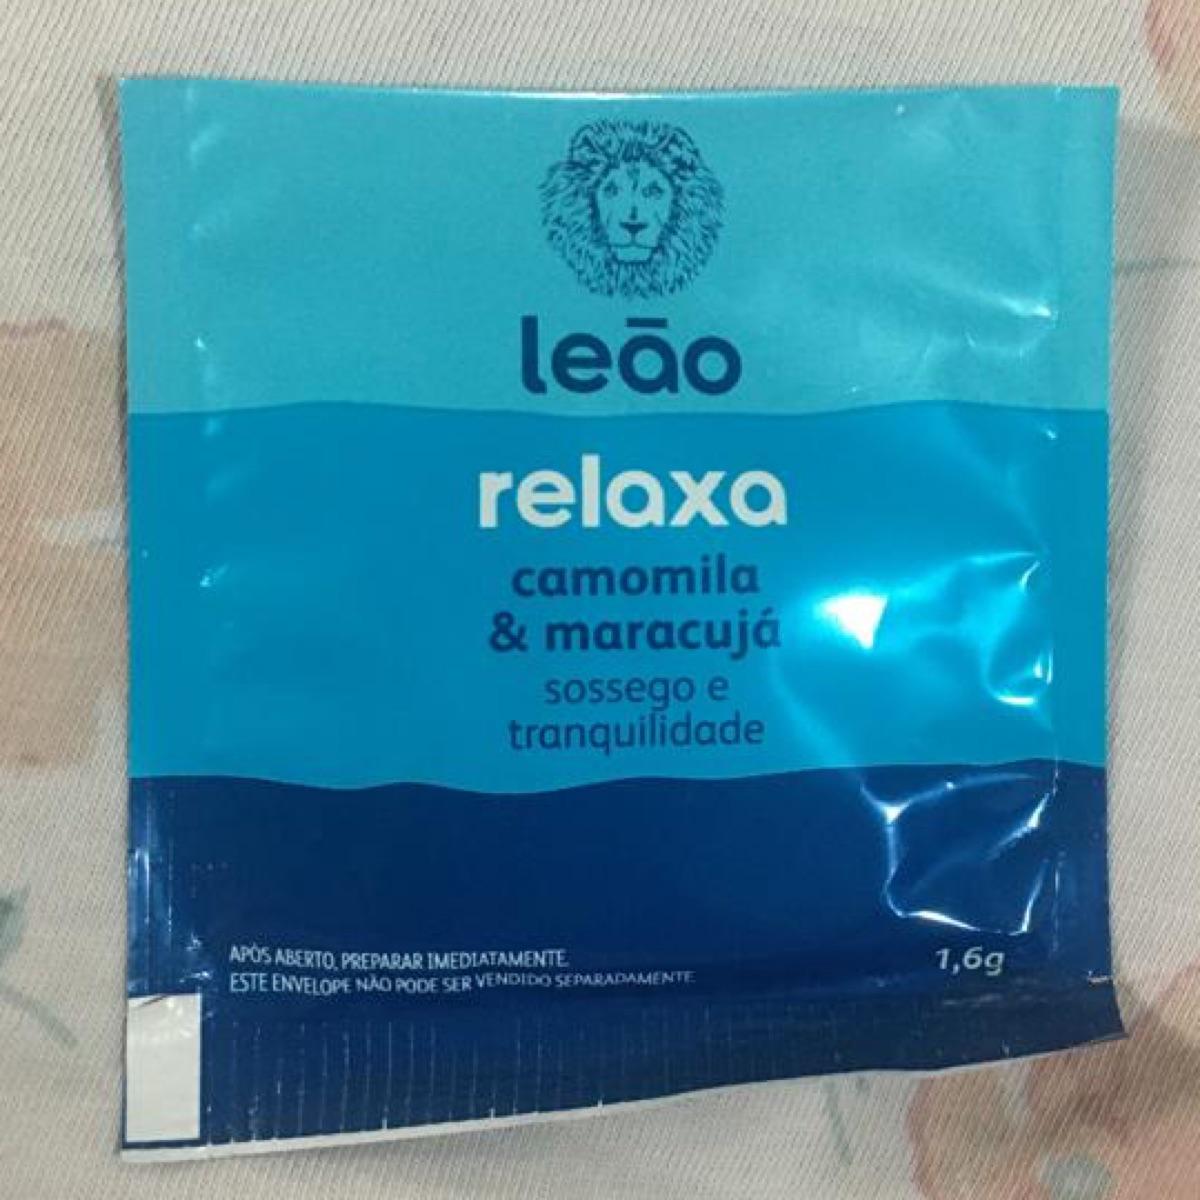 leão
relaxa
camomila
& maracujá
sossego e
tranquilidade
APÓS ABERTO, PREPARAR IMEDIATAMENTE.
ESTE ENVELOPE NÃO PODE SER VENDIDO SEPARADAMENTE.
1,6g